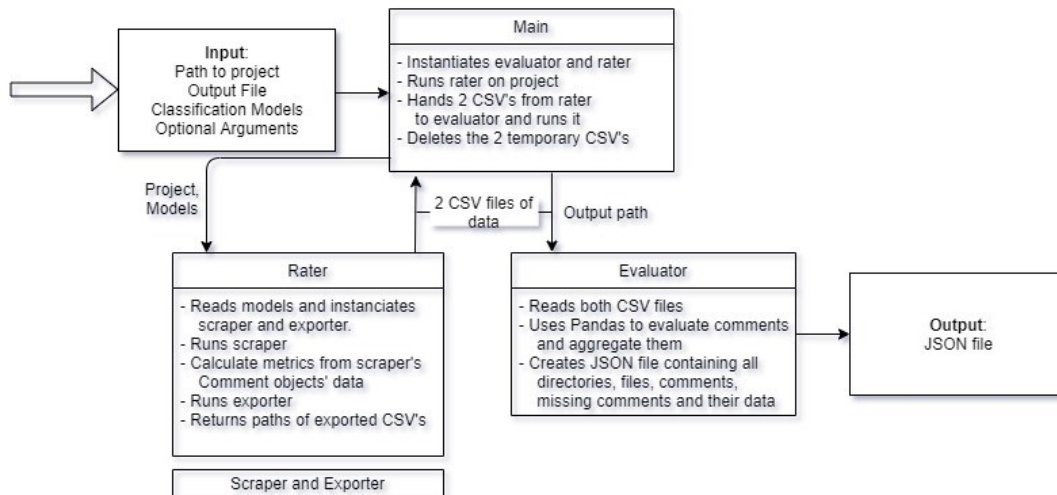 Input:
Path to project
Output File
Classification Models
Optional Arguments
Main
- Instantiates evaluator and rater
- Runs rater on project
- Hands 2 CSV's from rater
to evaluator and runs it
- Deletes the 2 temporary CSV's
Project,
Models
2 CSV files of
data
Output path
Rater
- Reads models and instanciates
scraper and exporter.
- Runs scraper
- Calculate metrics from scraper's
Comment objects' data
- Runs exporter
- Returns paths of exported CSV's
Evaluator
- Reads both CSV files
- Uses Pandas to evaluate comments
and aggregate them
- Creates JSON file containing all
directories, files, comments,
missing comments and their data
Output:
JSON file
Scraper and Exporter